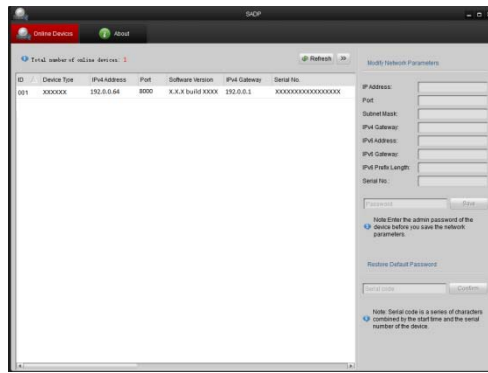 SADP
Online Devices
About
Total number of online devices: 1
Refresh
ID Device Type IPv4 Address Port Software Version IPv4 Gateway Serial No.
001 XXXXXX 192.0.0.64 8000 X.X.X build XXXX 192.0.0.1 XXXXXXXXXXXXXXXXX
Modify Network Parameters
IP Address:
Port
Subnet Mask:
IPv4 Gateway:
IPv6 Address:
IPv6 Gateway:
IPv6 Prefix Length:
Serial No.:
Password
Save
Note:Enter the admin password of the
device before you save the network
parameters.
Restore Default Password
Serial code
Confirm
Note: Serial code is a series of characters
combined by the start time and the serial
number of the device.